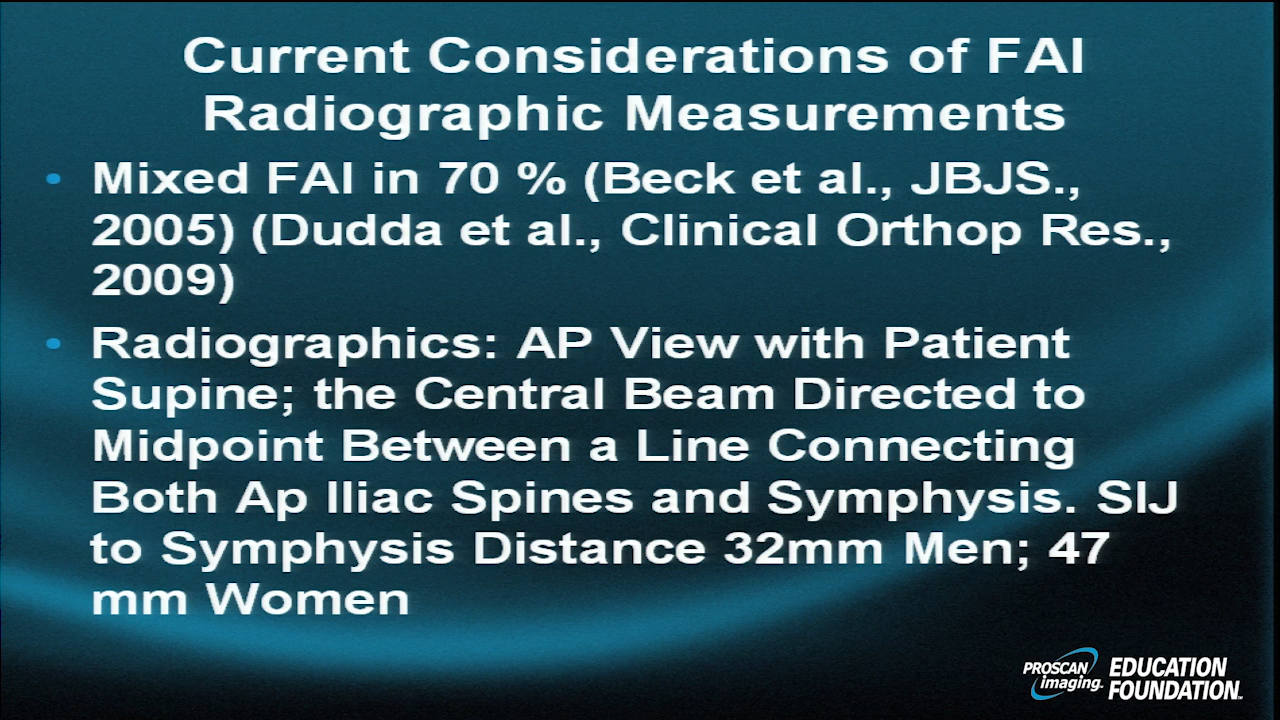 Current Considerations of FAI
Radiographic Measurements
• Mixed FAI in 70 % (Beck et al., JBJS.,
2005) (Dudda et al., Clinical Orthop Res.,
2009)
• Radiographics: AP View with Patient
Supine; the Central Beam Directed to
Midpoint Between a Line Connecting
Both Ap Iliac Spines and Symphysis. SIJ
to Symphysis Distance 32mm Men; 47
mm Women
PROSCAN imaging EDUCATION
FOUNDATION